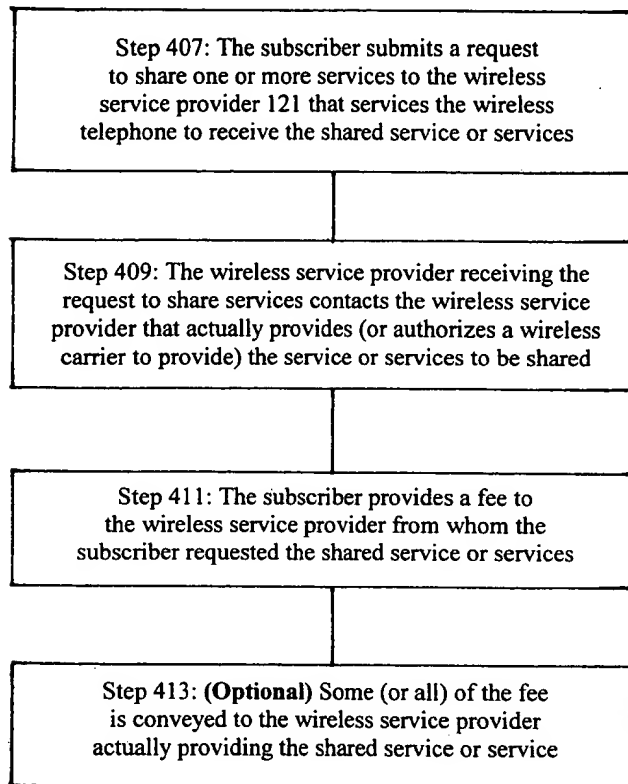 Step 407: The subscriber submits a request
to share one or more services to the wireless
service provider 121 that services the wireless
telephone to receive the shared service or services
Step 409: The wireless service provider receiving the
request to share services contacts the wireless service
provider that actually provides (or authorizes a wireless
carrier to provide) the service or services to be shared
Step 411: The subscriber provides a fee to
the wireless service provider from whom the
subscriber requested the shared service or services
Step 413: (Optional) Some (or all) of the fee
is conveyed to the wireless service provider
actually providing the shared service or service